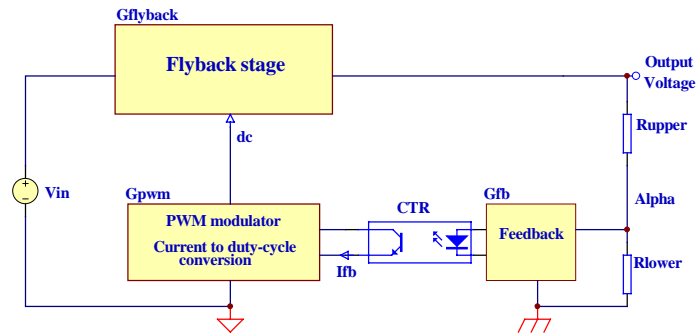 Gflyback
Flyback stage
Output
Voltage
dc
Rupper
Vin
Gpwm
PWM modulator
Current to duty-cycle
conversion
CTR
Ifb
Gfb
Feedback
Alpha
Rlower